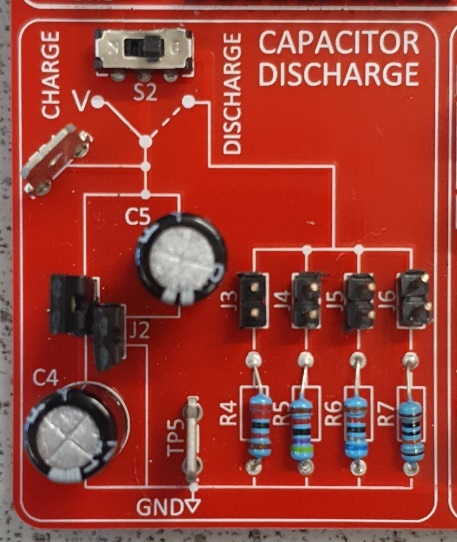 CAPACITOR
DISCHARGE
CHARGE
DISCHARGE
S2
V
C5
J3
J4
J5
J6
J2
C4
R4
R5
R6
R7
TP5
GND